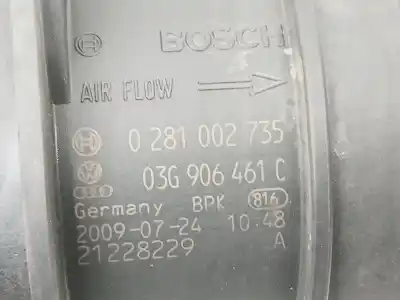 BOSCH
AIR FLOW
0 281 002 735
03G 906 461 C
Germany BPK 816
2009-07-24 10:48
21228229 A